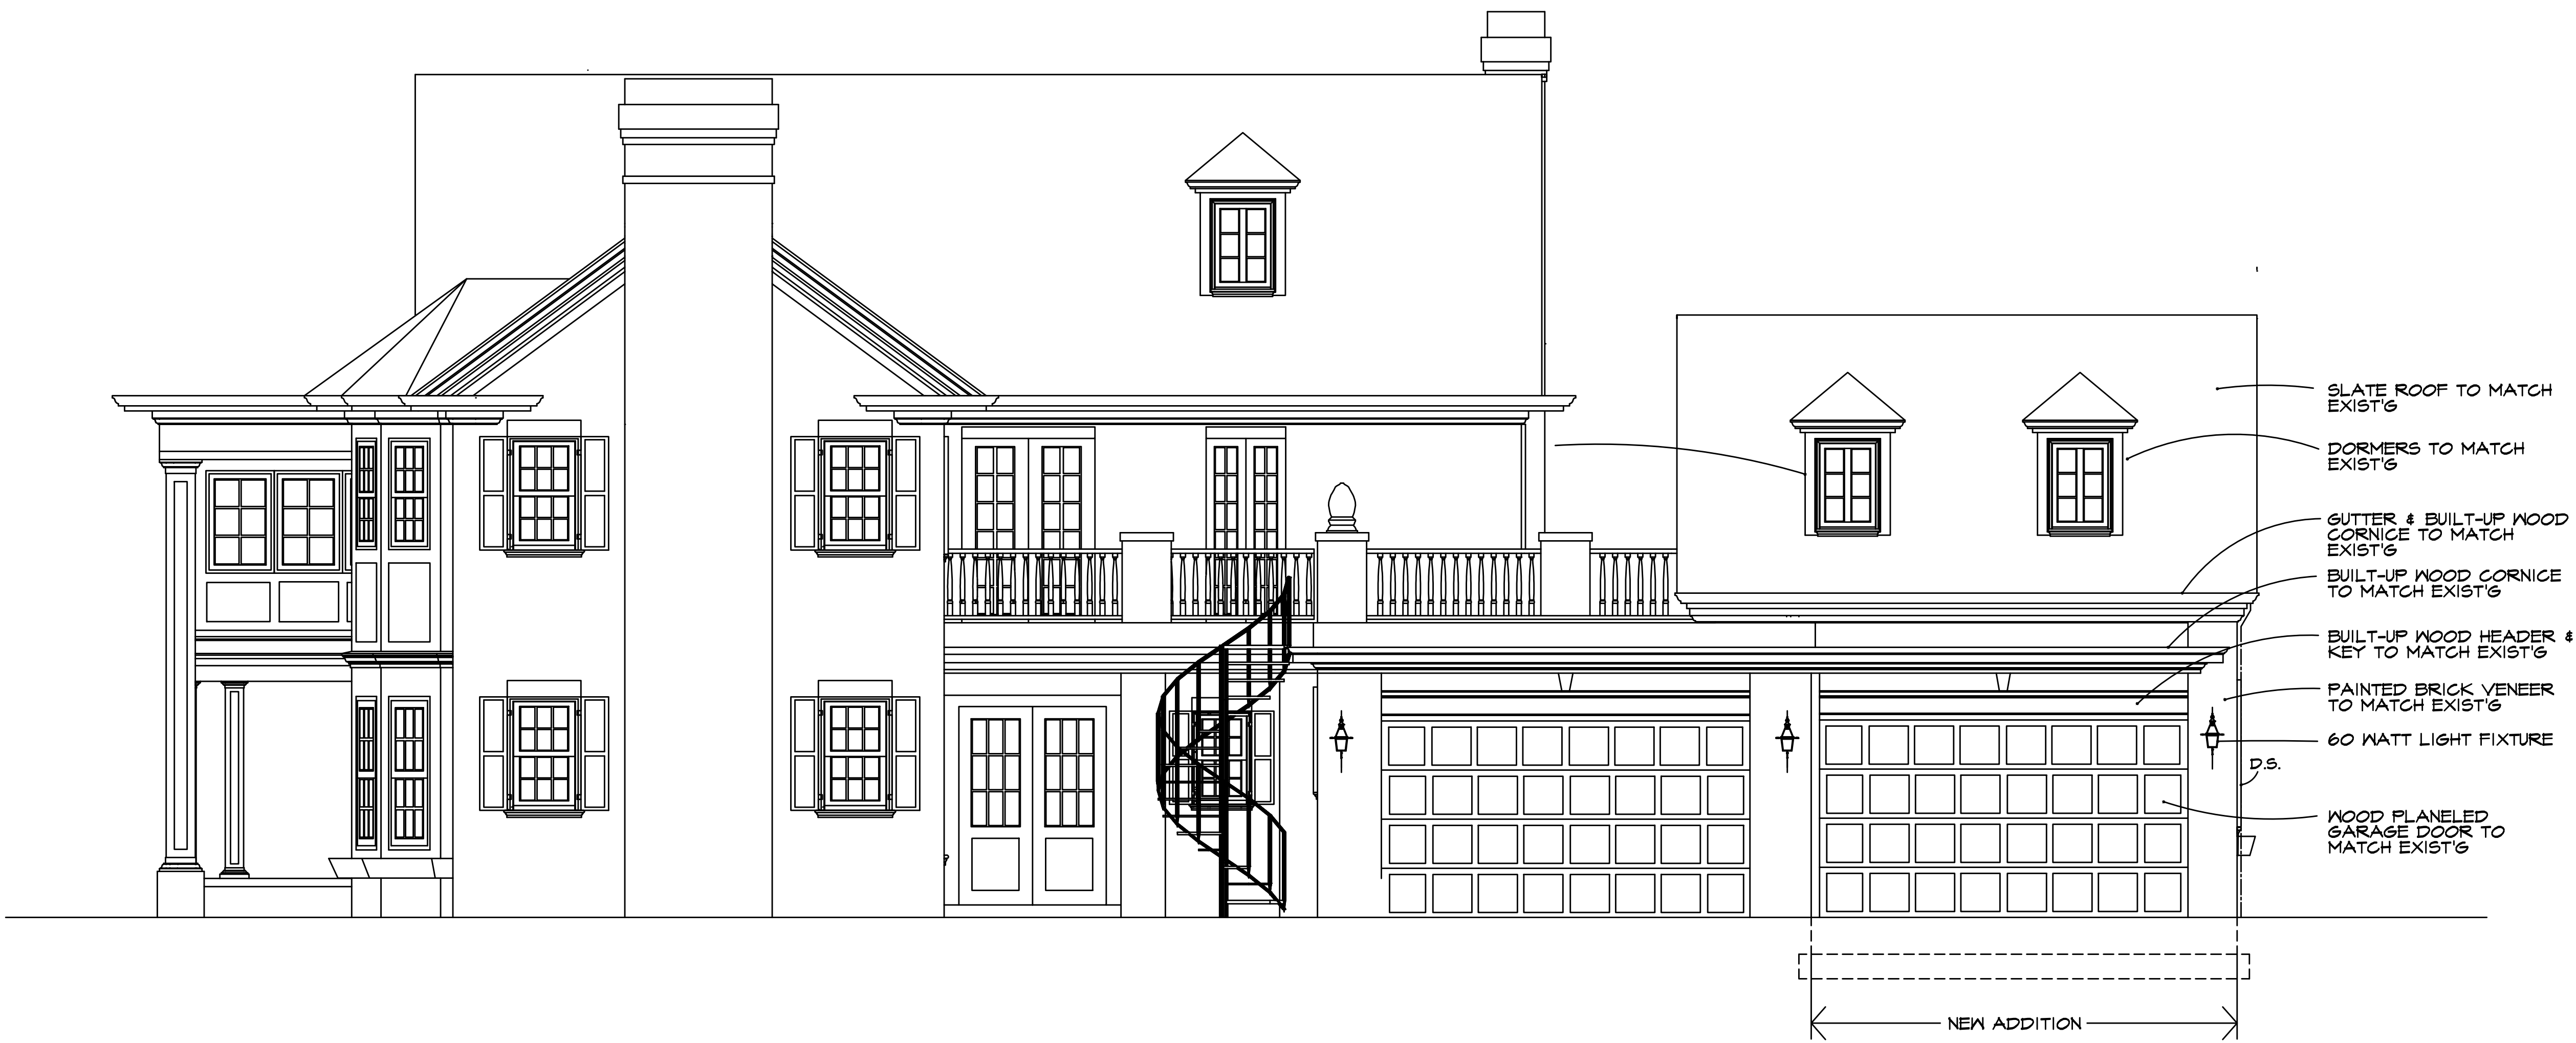 SLATE ROOF TO MATCH
EXIST'G
DORMERS TO MATCH
EXIST'G
GUTTER & BUILT-UP WOOD
CORNICE TO MATCH
EXIST'G
BUILT-UP WOOD CORNICE
TO MATCH EXIST'G
BUILT-UP WOOD HEADER &
KEY TO MATCH EXIST'G
PAINTED BRICK VENEER
TO MATCH EXIST'G
60 WATT LIGHT FIXTURE
D.S.
WOOD PLANELED
GARAGE DOOR TO
MATCH EXIST'G
NEW ADDITION